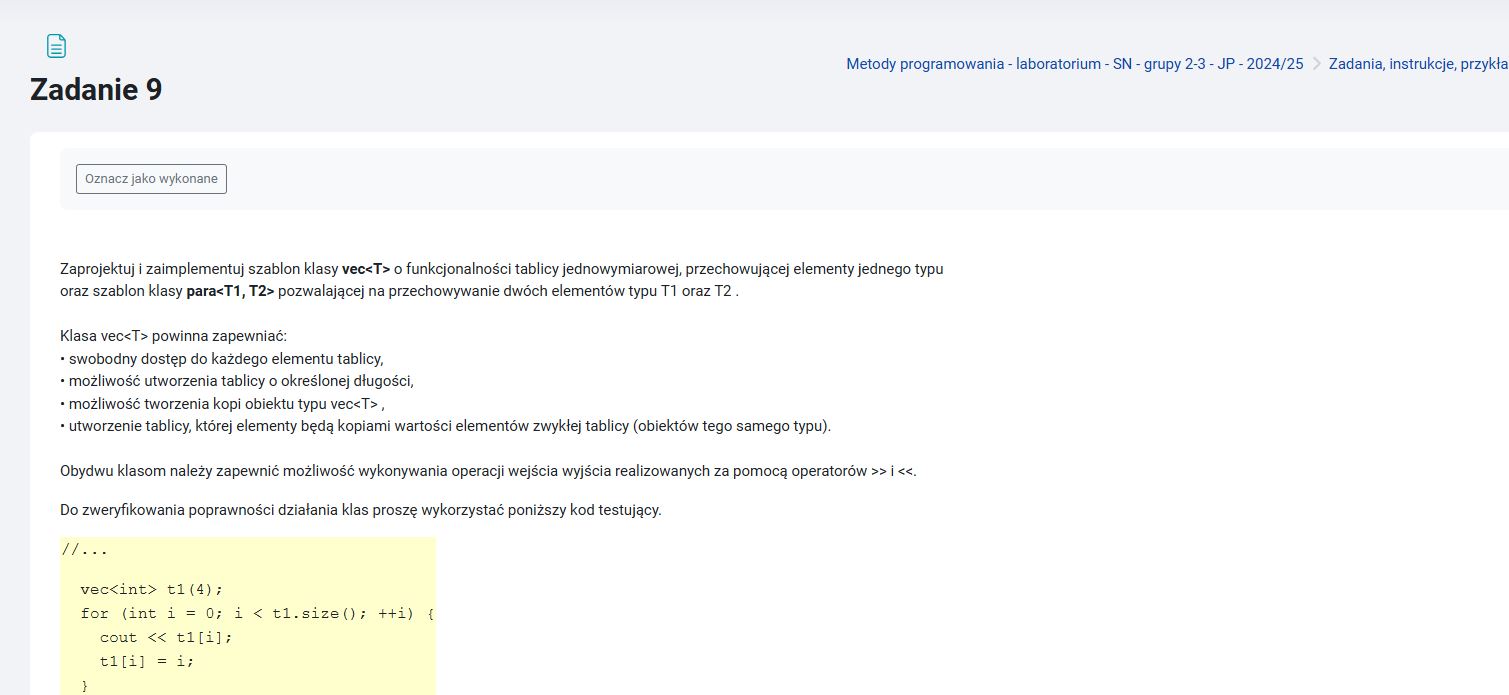 Metody programowania - laboratorium - SN - grupy 2-3 - JP - 2024/25 > Zadania, instrukcje, przykła
Zadanie 9
Oznacz jako wykonane
Zaprojektuj i zaimplementuj szablon klasy vec<T> o funkcjonalności tablicy jednowymiarowej, przechowującej elementy jednego typu
oraz szablon klasy para<T1, T2> pozwalającej na przechowywanie dwóch elementów typu T1 oraz T2 .
Klasa vec<T> powinna zapewniać:
• swobodny dostęp do każdego elementu tablicy,
• możliwość utworzenia tablicy o określonej długości,
• możliwość tworzenia kopi obiektu typu vec<T> ,
• utworzenie tablicy, której elementy będą kopiami wartości elementów zwykłej tablicy (obiektów tego samego typu).
Obydwu klasom należy zapewnić możliwość wykonywania operacji wejścia wyjścia realizowanych za pomocą operatorów >> i <<.
Do zweryfikowania poprawności działania klas proszę wykorzystać poniższy kod testujący.
//...
vec<int> t1(4);
for (int i = 0; i < t1.size(); ++i) {
cout << t1[i];
t1[i] = i;
}